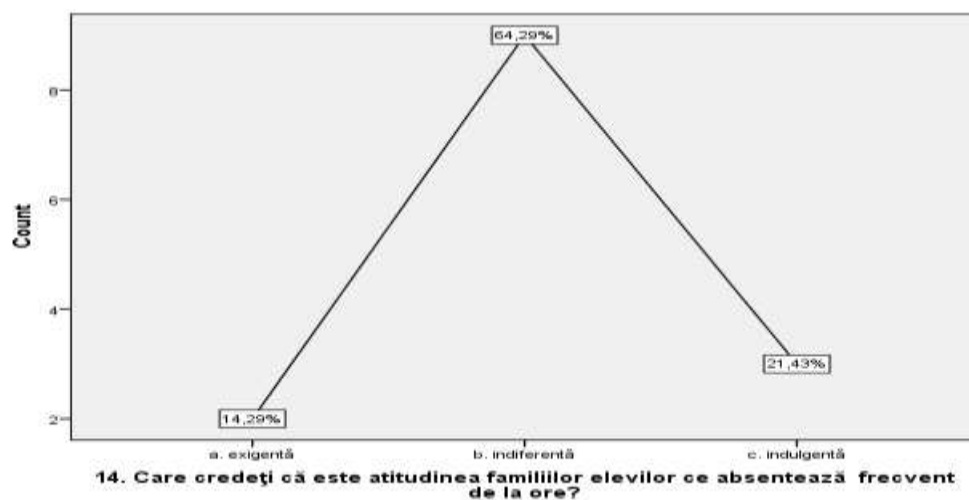 64,29%
8
6
Count
4
21,43%
14,29%
2
a. exigentă
b. indiferentă
c. indulgentă
14. Care credeţi că este atitudinea familiilor elevilor ce absentează frecvent
de la ore?